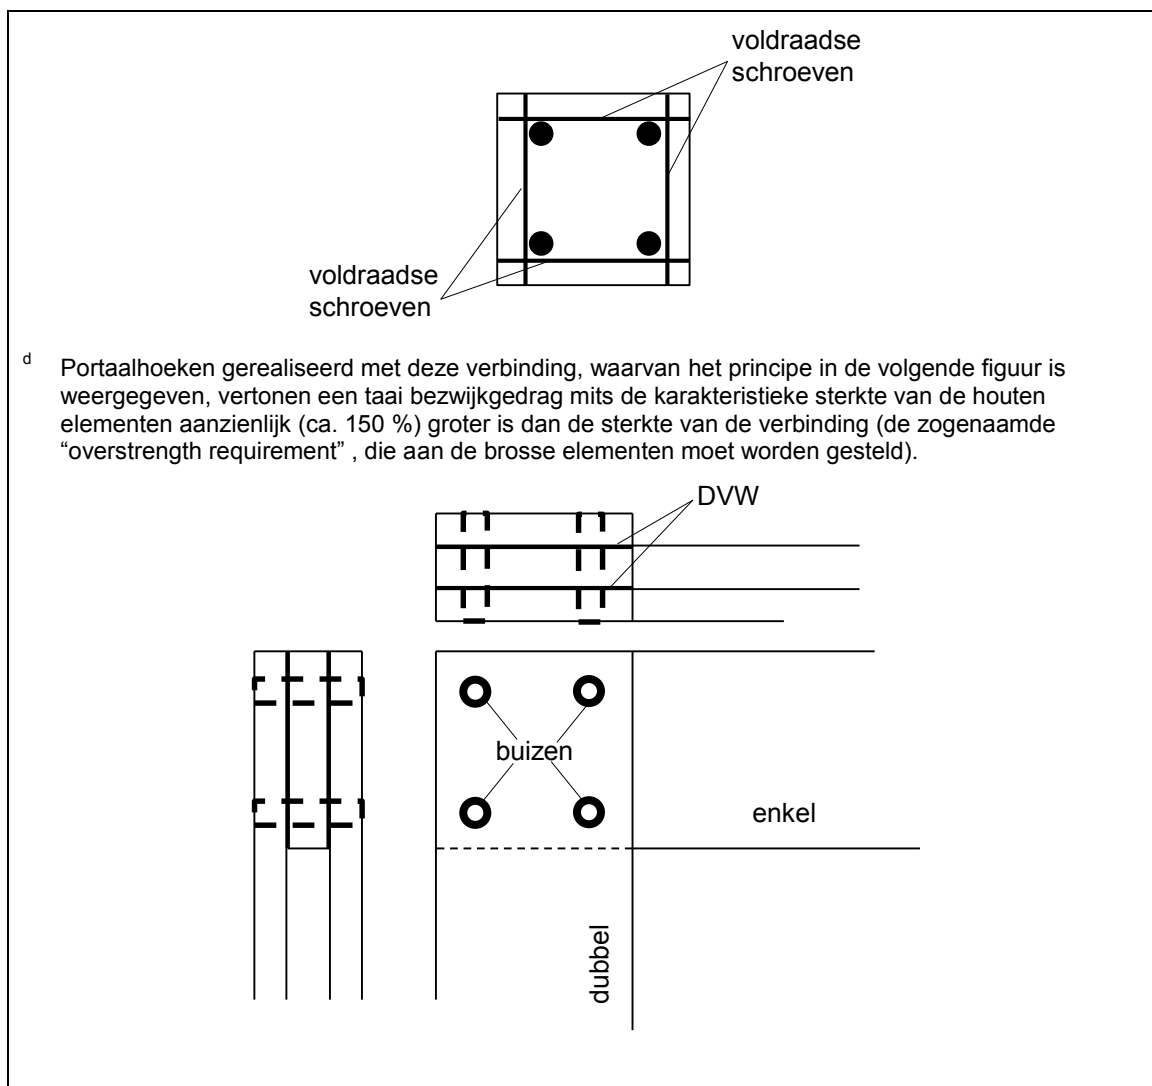 voldraadse
schroeven
voldraadse
schroeven
d Portaalhoeken gerealiseerd met deze verbinding, waarvan het principe in de volgende figuur is
weergegeven, vertonen een taai bezwijkgedrag mits de karakteristieke sterkte van de houten
elementen aanzienlijk (ca. 150 %) groter is dan de sterkte van de verbinding (de zogenaamde
“overstrength requirement” , die aan de brosse elementen moet worden gesteld).
DVW
buizen
enkel
dubbel